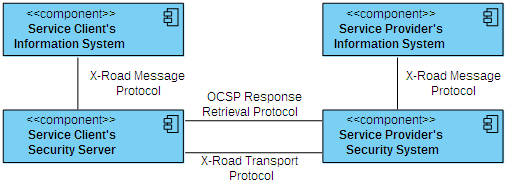 <<component>>
Service Client's
Information System
<<component>>
Service Provider's
Information System
X-Road Message
Protocol
X-Road Message
Protocol
OCSP Response
Retrieval Protocol
<<component>>
Service Client's
Security Server
<<component>>
Service Provider's
Security System
X-Road Transport
Protocol